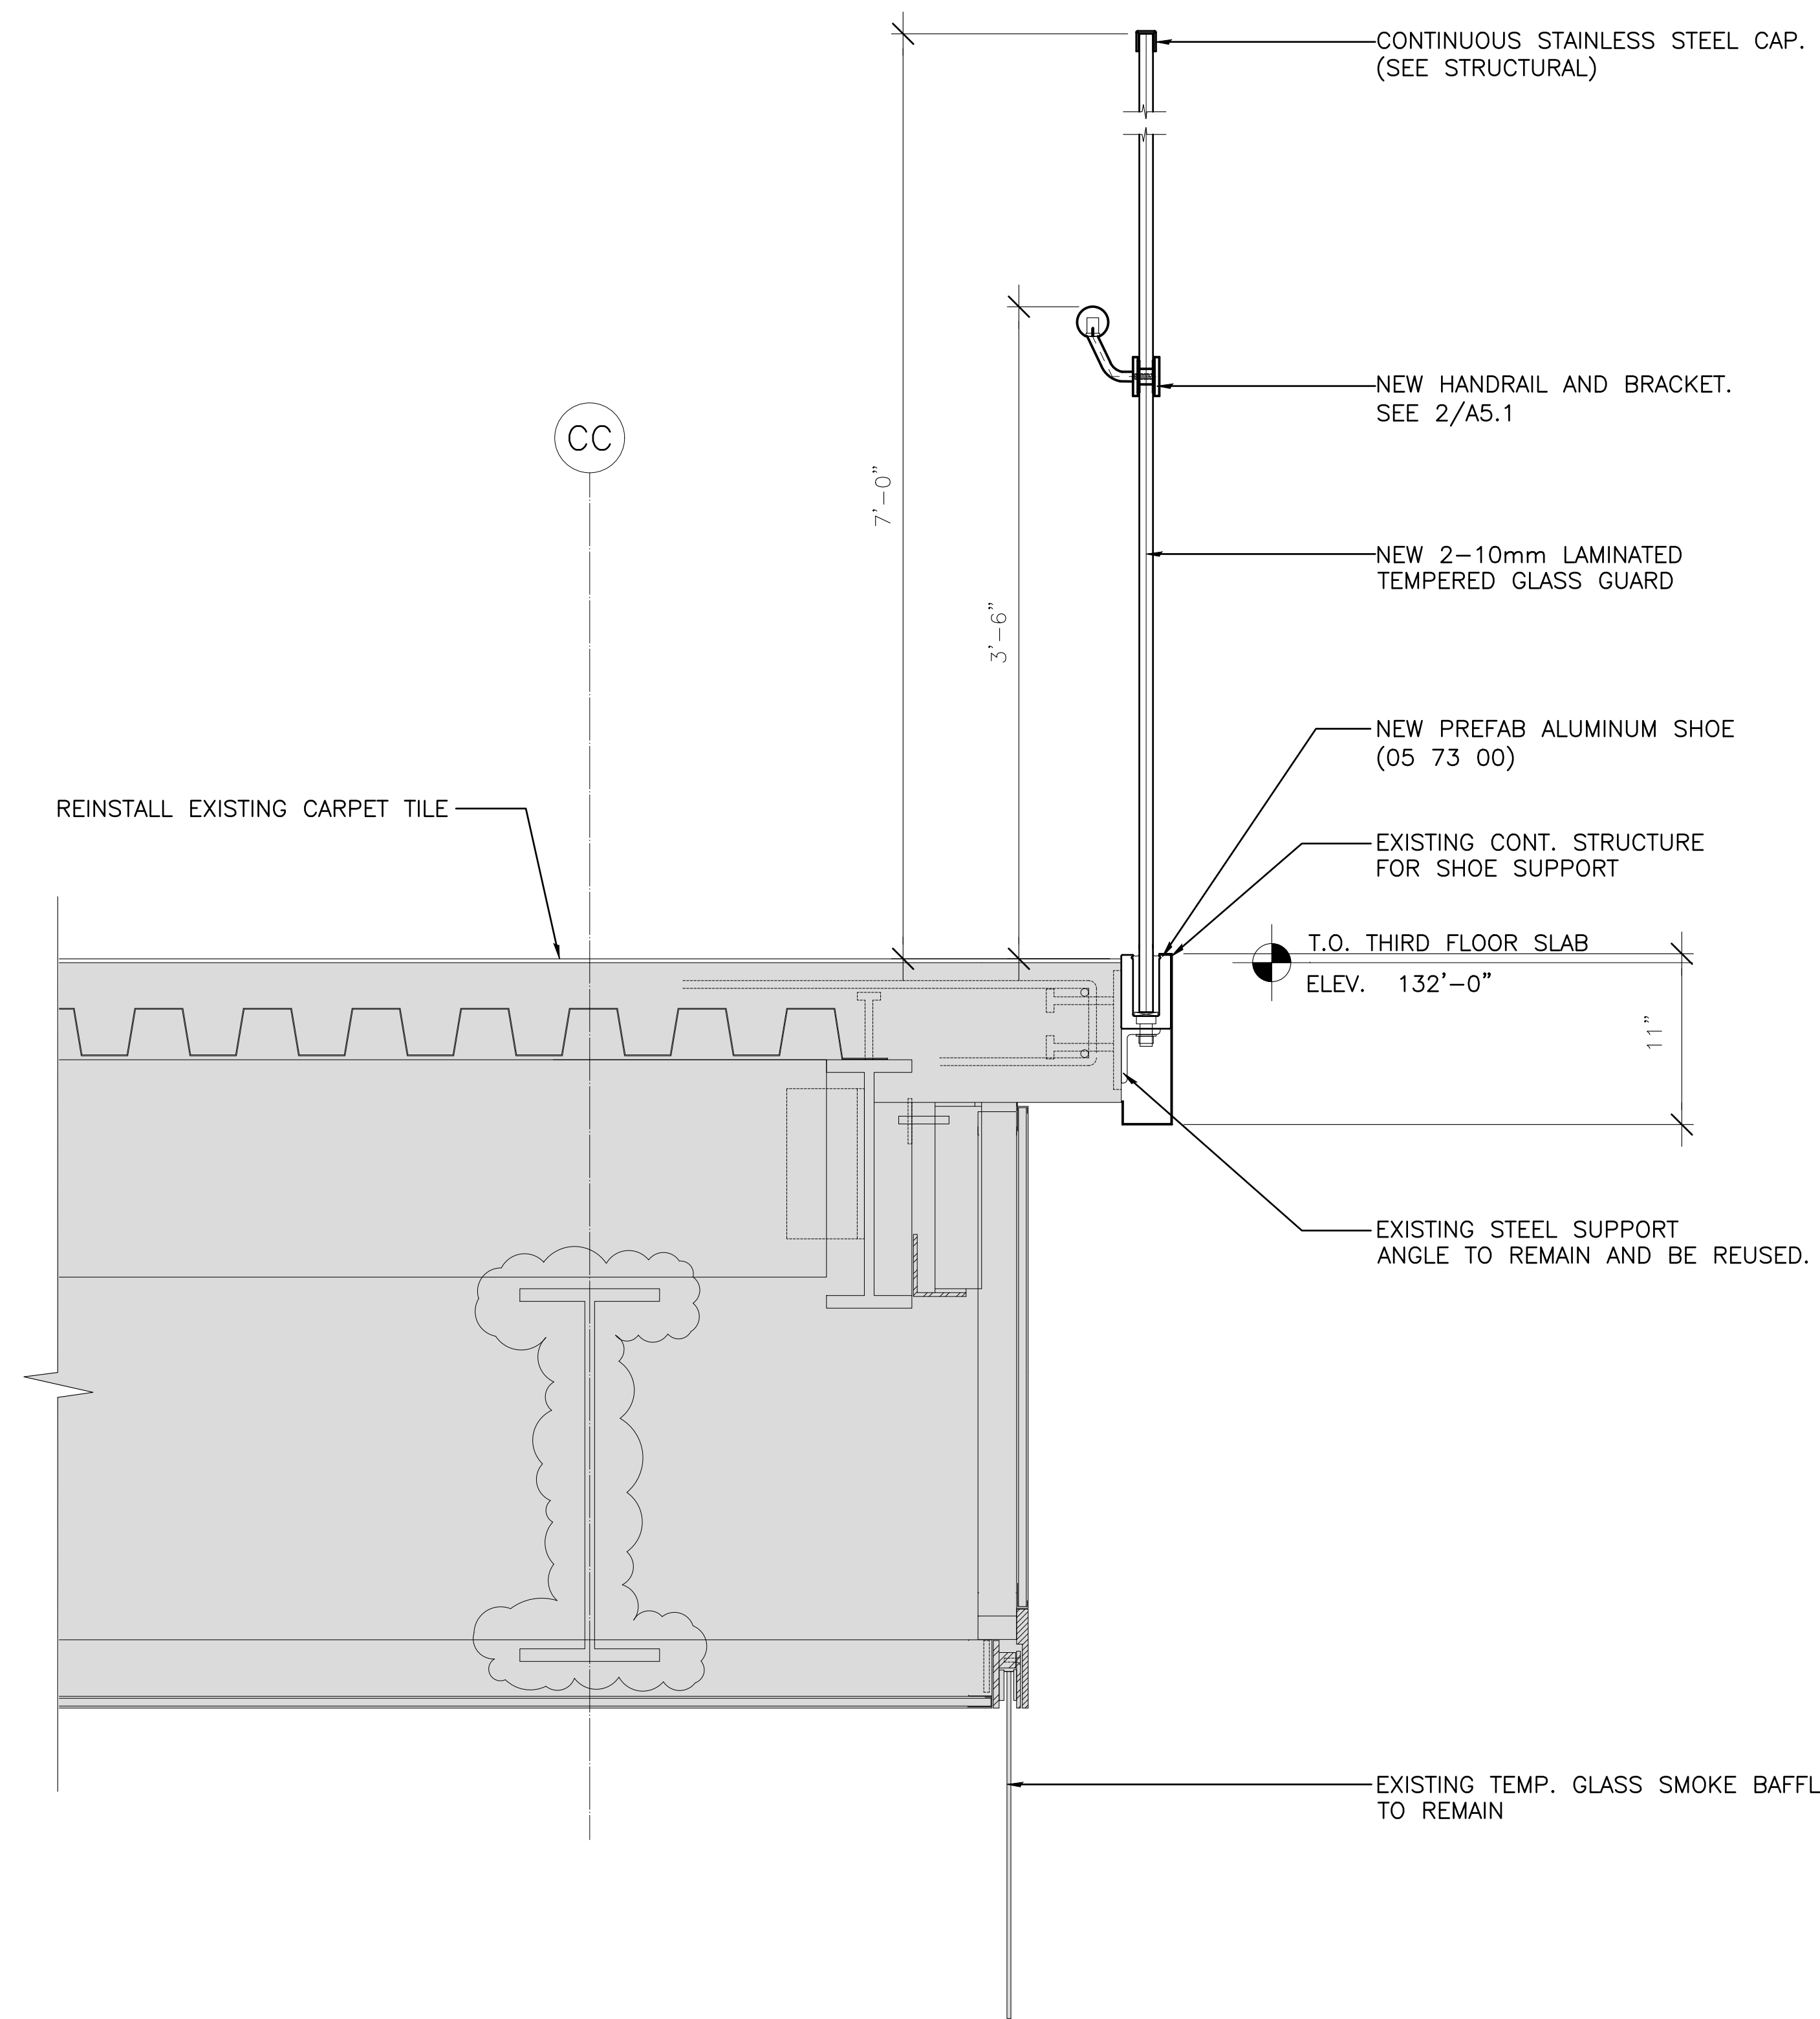 CONTINUOUS STAINLESS STEEL CAP.
(SEE STRUCTURAL)
CC
7'-0"
NEW HANDRAIL AND BRACKET.
SEE 2/A5.1
3'-6"
NEW 2-10mm LAMINATED
TEMPERED GLASS GUARD
NEW PREFAB ALUMINUM SHOE
(05 73 00)
REINSTALL EXISTING CARPET TILE
EXISTING CONT. STRUCTURE
FOR SHOE SUPPORT
T.O. THIRD FLOOR SLAB
ELEV. 132'-0"
11"
EXISTING STEEL SUPPORT
ANGLE TO REMAIN AND BE REUSED.
EXISTING TEMP. GLASS SMOKE BAFFL
TO REMAIN